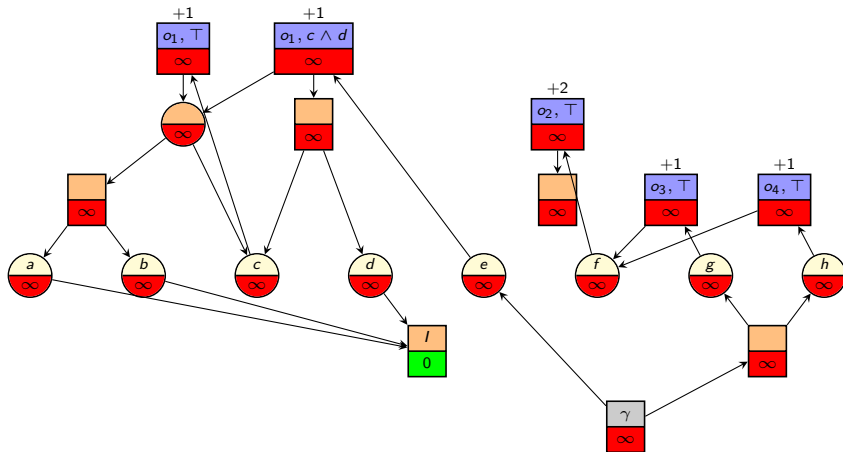 +1 +1
o₁, ⊤ o₁, c ∧ d
∞ ∞
+2
o₂, ⊤
∞ ∞ ∞
+1 +1
o₃, ⊤ o₄, ⊤
∞ ∞ ∞ ∞
a b c d e f g h
∞ ∞ ∞ ∞ ∞ ∞ ∞ ∞
I
0 ∞
γ
∞